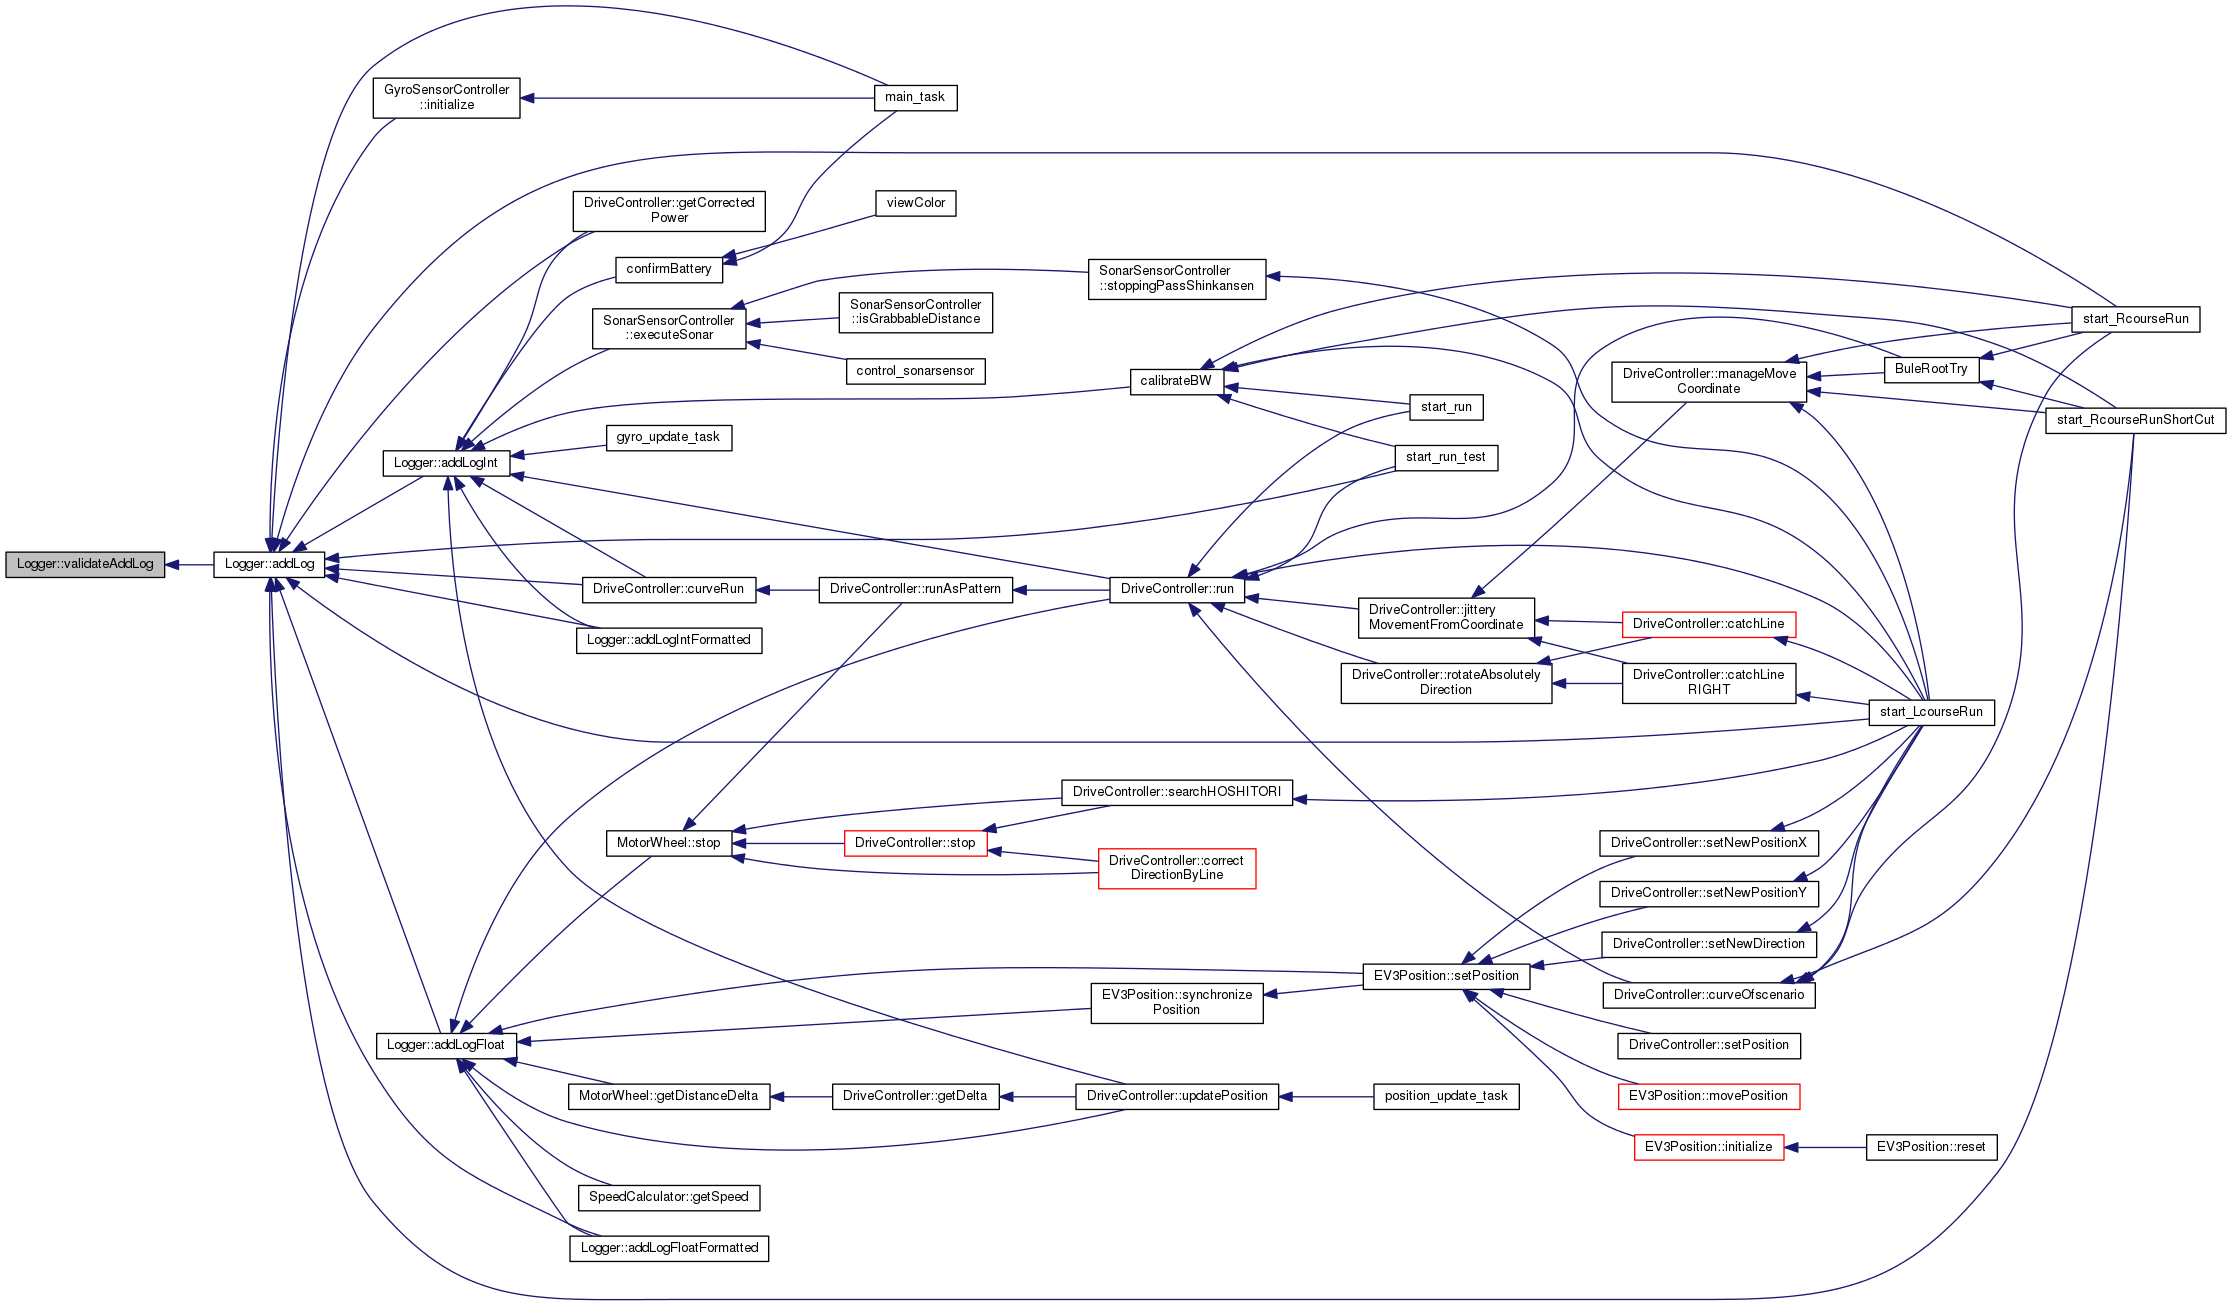 GyroSensorController
::initialize
main_task
DriveController::getCorrected
Power
viewColor
confirmBattery
SonarSensorController
::stoppingPassShinkansen
SonarSensorController
::isGrabbableDistance
SonarSensorController
::executeSonar
control_sonarsensor
start_RcourseRun
calibrateBW
DriveController::manageMove
Coordinate
BuleRootTry
start_run
start_RcourseRunShortCut
gyro_update_task
start_run_test
Logger::addLogInt
Logger::validateAddLog
Logger::addLog
DriveController::curveRun
DriveController::runAsPattern
DriveController::run
DriveController::jittery
MovementFromCoordinate
DriveController::catchLine
Logger::addLogIntFormatted
DriveController::rotateAbsolutely
Direction
DriveController::catchLine
RIGHT
start_LcourseRun
DriveController::searchHOSHITORI
MotorWheel::stop
DriveController::stop
DriveController::correct
DirectionByLine
DriveController::setNewPositionX
DriveController::setNewPositionY
DriveController::setNewDirection
EV3Position::setPosition
DriveController::curveOfscenario
EV3Position::synchronize
Position
Logger::addLogFloat
DriveController::setPosition
MotorWheel::getDistanceDelta
DriveController::getDelta
DriveController::updatePosition
position_update_task
EV3Position::movePosition
EV3Position::initialize
EV3Position::reset
SpeedCalculator::getSpeed
Logger::addLogFloatFormatted